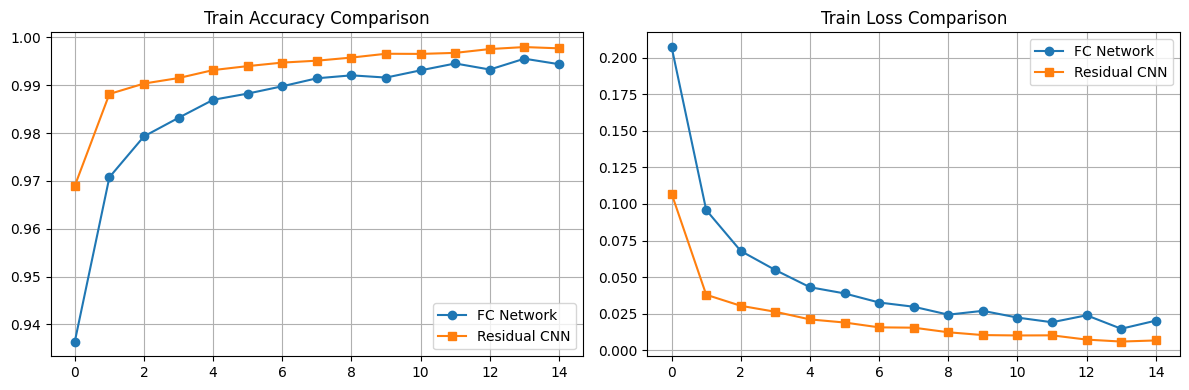 Train Accuracy Comparison
1.00
0.99
0.98
0.97
0.96
0.95
0.94
0 2 4 6 8 10 12 14
FC Network
Residual CNN
Train Loss Comparison
0.200
0.175
0.150
0.125
0.100
0.075
0.050
0.025
0.000
0 2 4 6 8 10 12 14
FC Network
Residual CNN